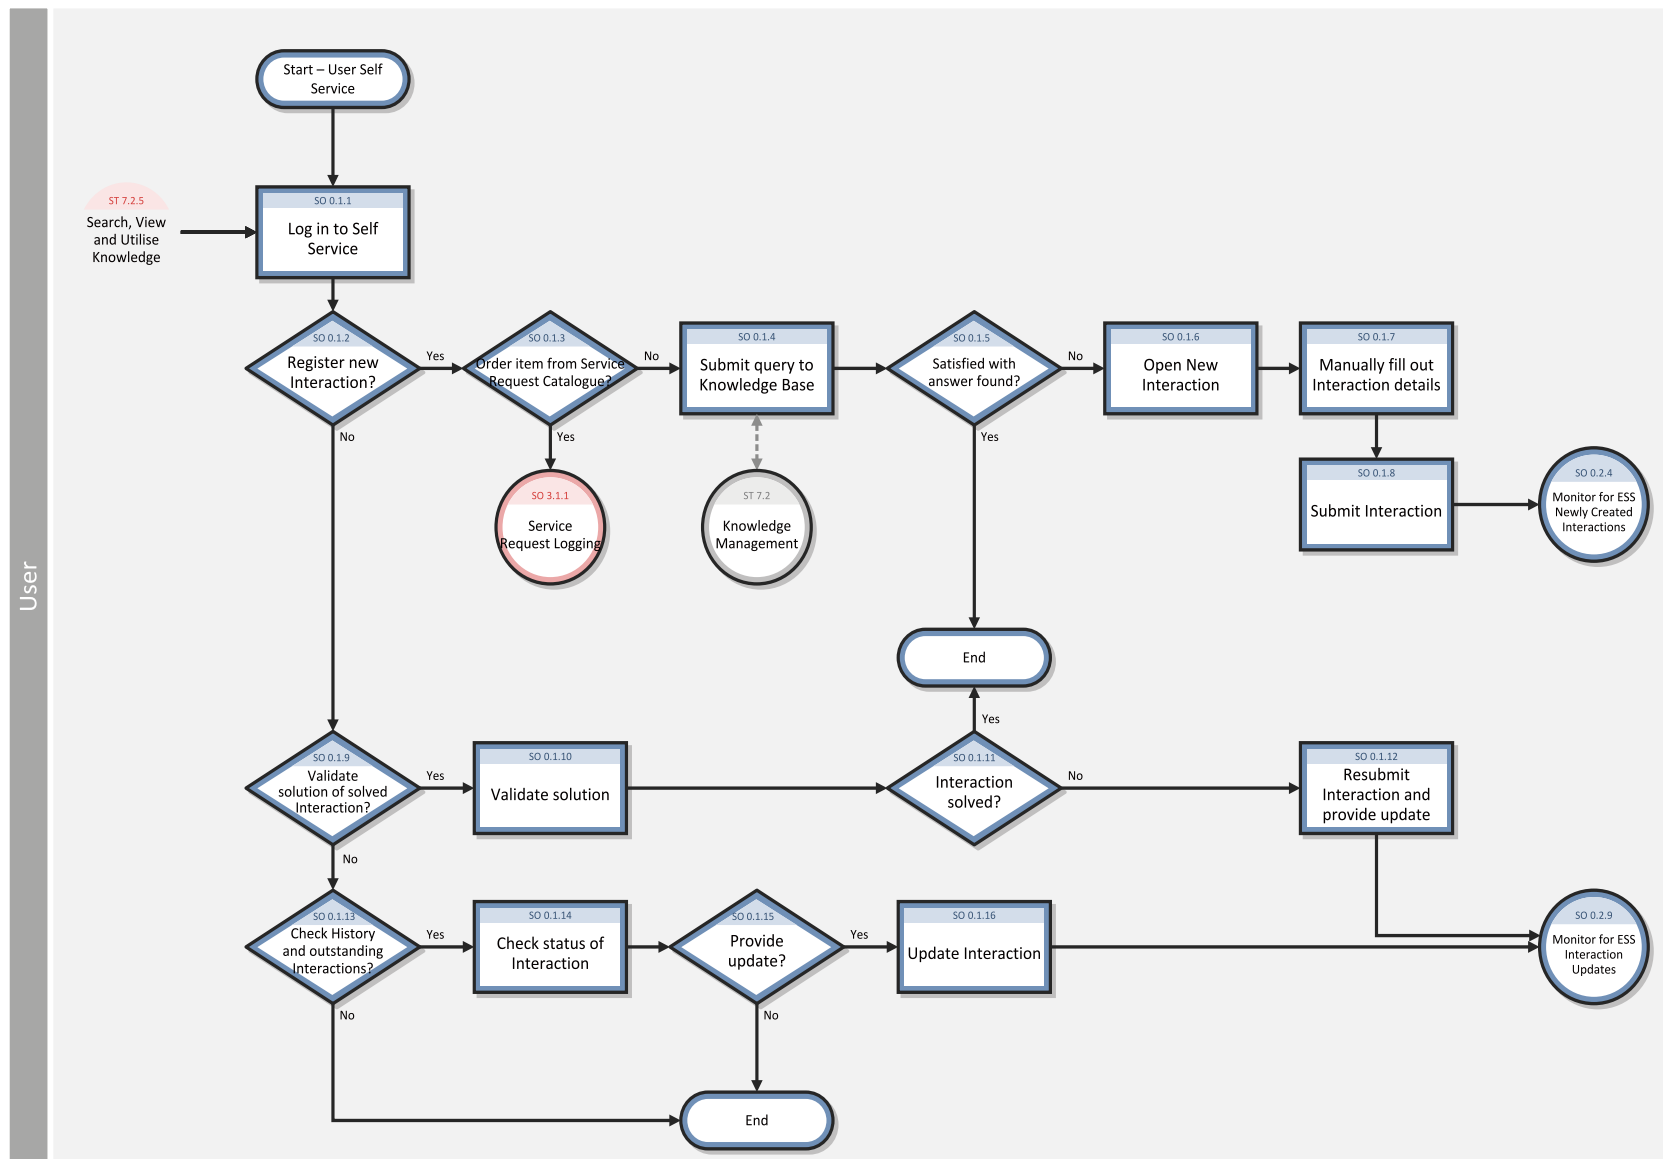 User
Start – User Self
Service
ST 7.2.5
Search, View
and Utilise
Knowledge
SO 0.1.1
Log in to Self
Service
SO 0.1.2
Register new
Interaction?
Yes
No
SO 0.1.3
Order item from Service
Request Catalogue?
No
Yes
SO 3.1.1
Service
Request Logging
SO 0.1.4
Submit query to
Knowledge Base
ST 7.2
Knowledge
Management
SO 0.1.5
Satisfied with
answer found?
No
Yes
SO 0.1.6
Open New
Interaction
SO 0.1.7
Manually fill out
Interaction details
SO 0.1.8
Submit Interaction
SO 0.2.4
Monitor for ESS
Newly Created
Interactions
End
Yes
SO 0.1.9
Validate
solution of solved
Interaction?
Yes
No
SO 0.1.10
Validate solution
SO 0.1.11
Interaction
solved?
No
SO 0.1.12
Resubmit
Interaction and
provide update
SO 0.1.13
Check History
and outstanding
Interactions?
Yes
No
SO 0.1.14
Check status of
Interaction
SO 0.1.15
Provide
update?
Yes
No
SO 0.1.16
Update Interaction
SO 0.2.9
Monitor for ESS
Interaction
Updates
End